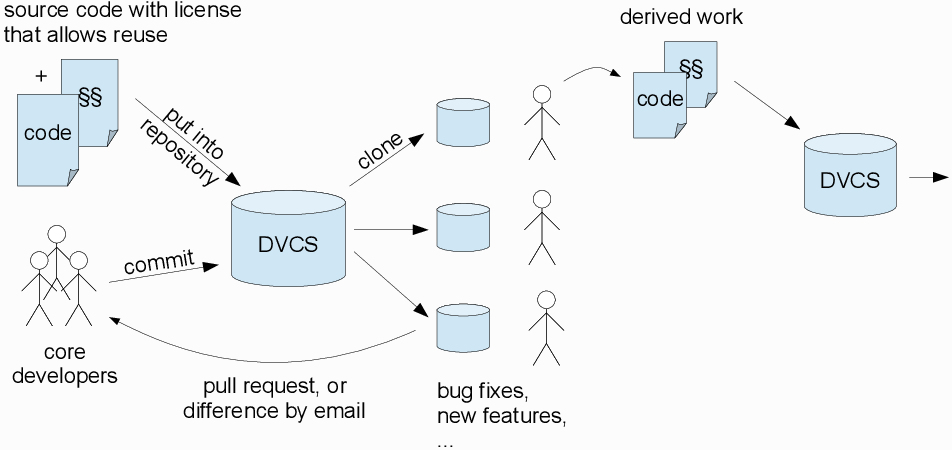 source code with license
that allows reuse
+
§§
code
put into
repository
clone
DVCS
commit
core
developers
pull request, or
difference by email
bug fixes,
new features,
...
derived work
§§
code
DVCS